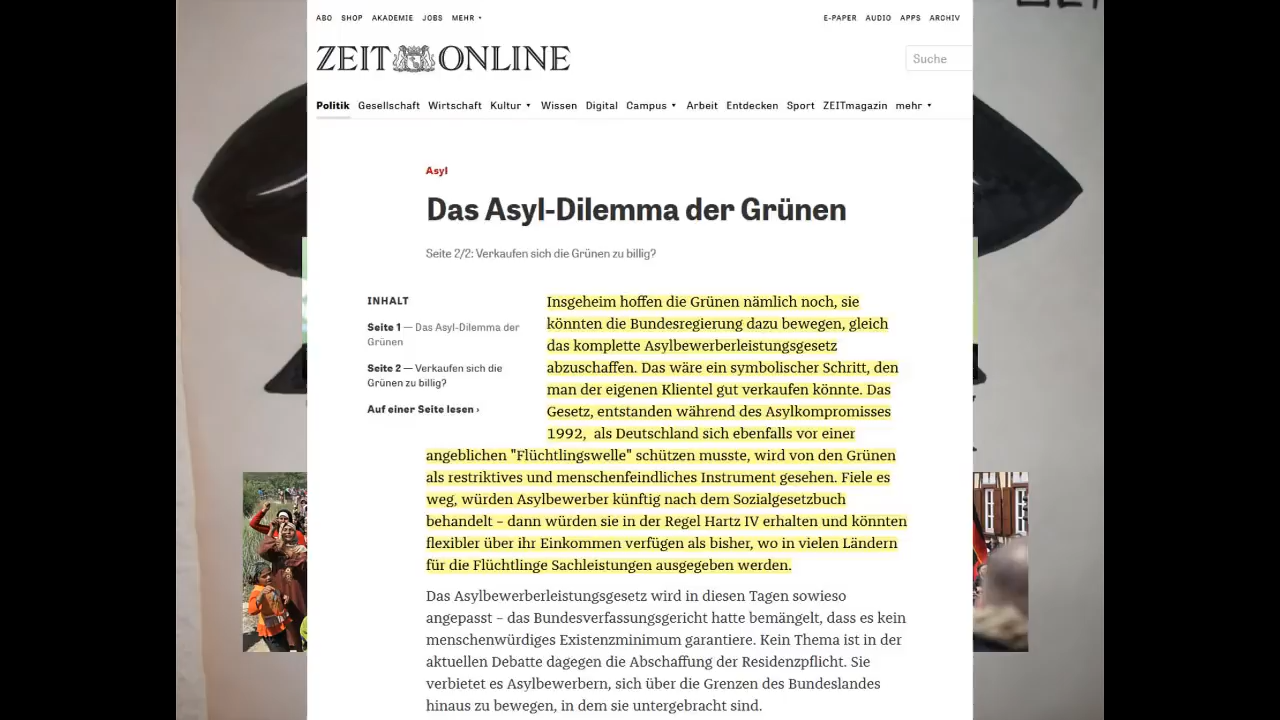 ABO SHOP AKADEMIE JOBS MEHR
E-PAPER AUDIO APPS ARCHIV
ZEIT ONLINE
Suche
Politik Gesellschaft Wirtschaft Kultur Wissen Digital Campus Arbeit Entdecken Sport ZEITmagazin mehr
Asyl
Das Asyl-Dilemma der Grünen
Seite 2/2: Verkaufen sich die Grünen zu billig?
INHALT
Seite 1 — Das Asyl-Dilemma der
Grünen
Seite 2 — Verkaufen sich die
Grünen zu billig?
Auf einer Seite lesen ›
Insgeheim hoffen die Grünen nämlich noch, sie
könnten die Bundesregierung dazu bewegen, gleich
das komplette Asylbewerberleistungsgesetz
abzuschaffen. Das wäre ein symbolischer Schritt, den
man der eigenen Klientel gut verkaufen könnte. Das
Gesetz, entstanden während des Asylkompromisses
1992, als Deutschland sich ebenfalls vor einer
angeblichen "Flüchtlingswelle" schützen musste, wird von den Grünen
als restriktives und menschenfeindliches Instrument gesehen. Fiele es
weg, würden Asylbewerber künftig nach dem Sozialgesetzbuch
behandelt – dann würden sie in der Regel Hartz IV erhalten und könnten
flexibler über ihr Einkommen verfügen als bisher, wo in vielen Ländern
für die Flüchtlinge Sachleistungen ausgegeben werden.
Das Asylbewerberleistungsgesetz wird in diesen Tagen sowieso
angepasst – das Bundesverfassungsgericht hatte bemängelt, dass es kein
menschenwürdiges Existenzminimum garantiere. Kein Thema ist in der
aktuellen Debatte dagegen die Abschaffung der Residenzpflicht. Sie
verbietet es Asylbewerbern, sich über die Grenzen des Bundeslandes
hinaus zu bewegen, in dem sie untergebracht sind.